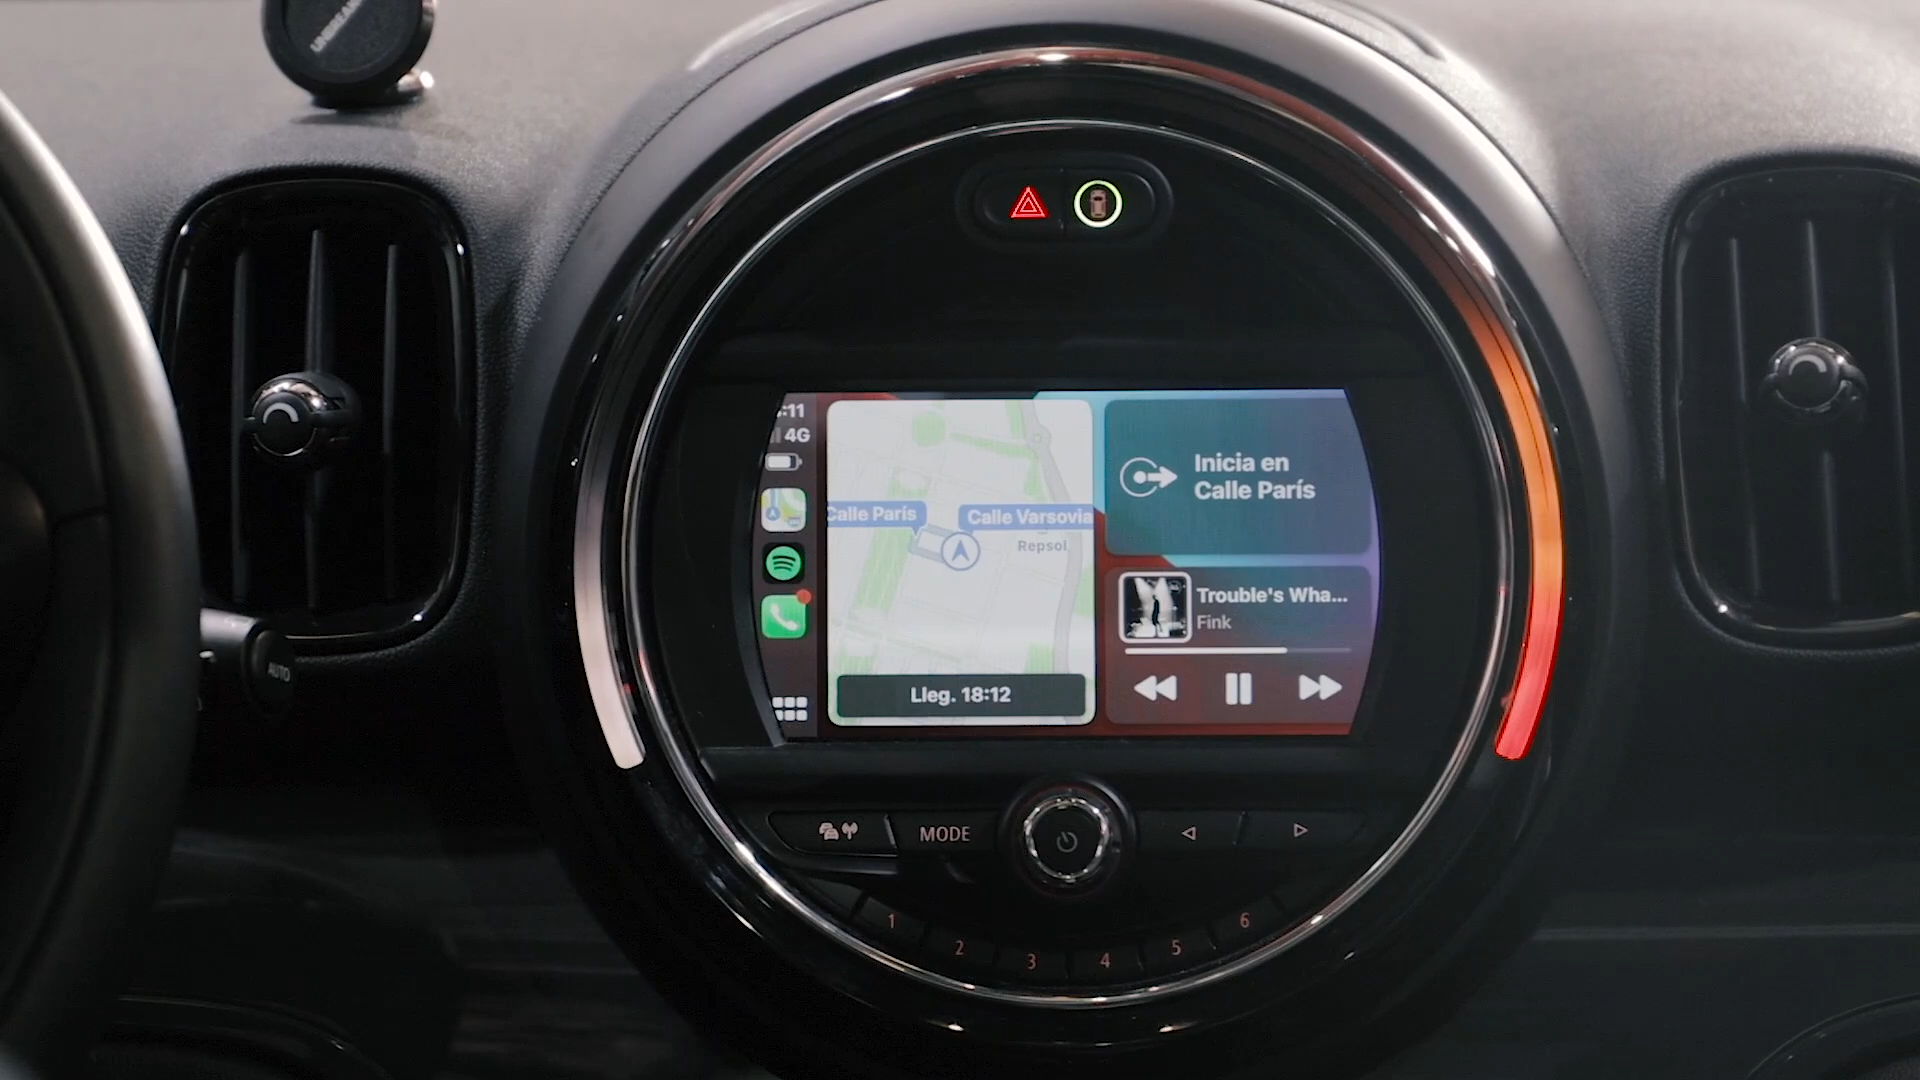 :11
4G
Inicia en
Calle París
Calle París
Calle Varsovia
Repsol
Trouble's Wha...
Fink
Lleg. 18:12
AUTO
MODE
1
2
3
4
5
6